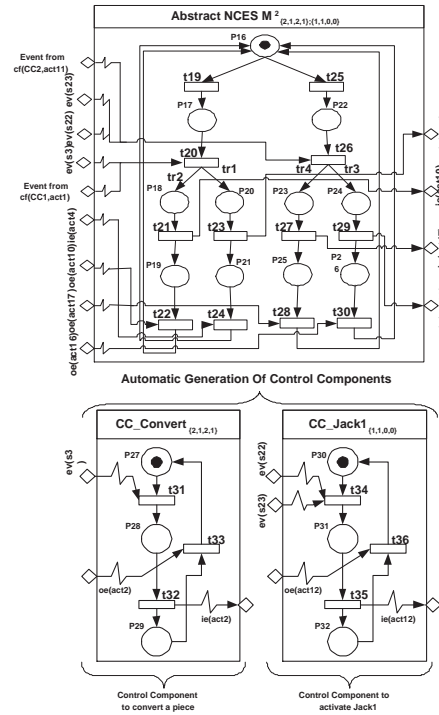 Abstract NCES M²{2,1,2,1};{1,1,0,0}
P16
Event from
cf(CC2,act11)
t19
t25
ev(s23)
P17
P22
ev(s22)
t20
t26
ev(s3)
tr2
tr1
tr4
tr3
Event from
cf(CC1,act1)
P18
P20
P23
P24
ie(act4)
t21
t23
t27
t29
oe(act10)
P19
P21
P25
P2
6
oe(act17)
t22
t24
t28
t30
oe(act16)
Automatic Generation Of Control Components
CC_Convert{2,1,2,1}
CC_Jack1{1,1,0,0}
ev(s3
)
P27
t31
P28
t33
oe(act2)
t32
ie(act2)
P29
ev(s22)
P30
ev(s23)
t34
P31
t36
oe(act12)
t35
ie(act12)
P32
Control Component
to convert a piece
Control Component to
activate Jack1